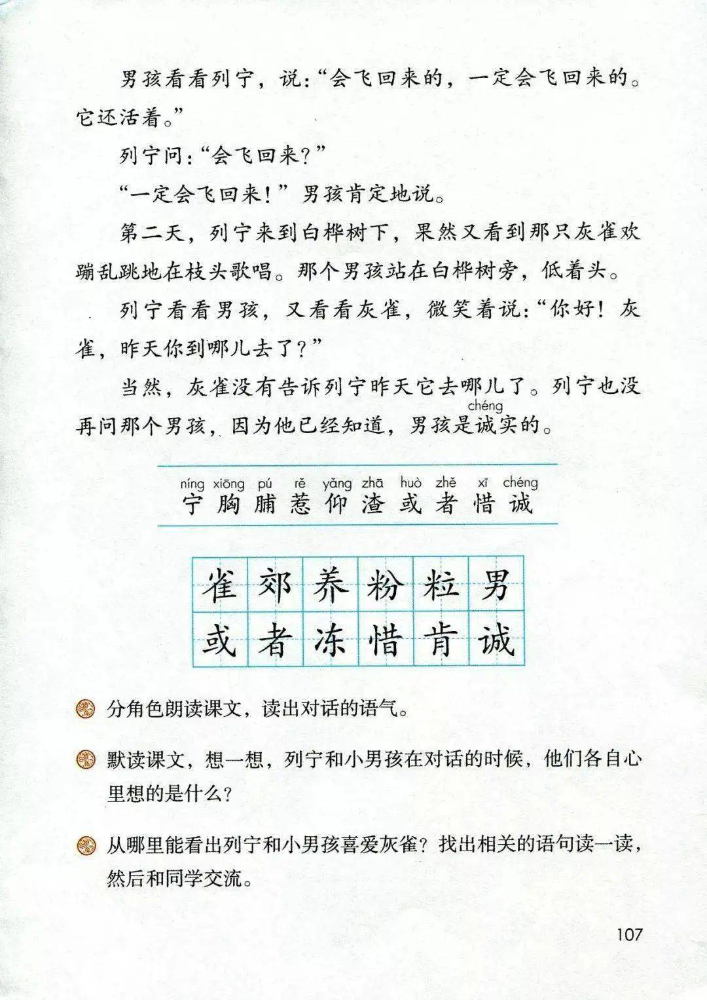 男孩看看列宁，说：“会飞回来的，一定会飞回来的。
它还活着。”
列宁问：“会飞回来？”
“一定会飞回来！”男孩肯定地说。
第二天，列宁来到白桦树下，果然又看到那只灰雀欢
蹦乱跳地在枝头歌唱。那个男孩站在白桦树旁，低着头。
列宁看看男孩，又看看灰雀，微笑着说：“你好！灰
雀，昨天你到哪儿去了？”
当然，灰雀没有告诉列宁昨天它去哪儿了。列宁也没
chéng
再问那个男孩，因为他已经知道，男孩是诚实的。
níng xiōng pú rě yǎng zhā huò zhě xī chéng
宁 胸 脯 惹 仰 渣 或 者 惜 诚
雀 郊 养 粉 粒 男
或 者 冻 惜 肯 诚
分角色朗读课文，读出对话的语气。
默读课文，想一想，列宁和小男孩在对话的时候，他们各自心
里想的是什么？
从哪里能看出列宁和小男孩喜爱灰雀？找出相关的语句读一读，
然后和同学交流。
107